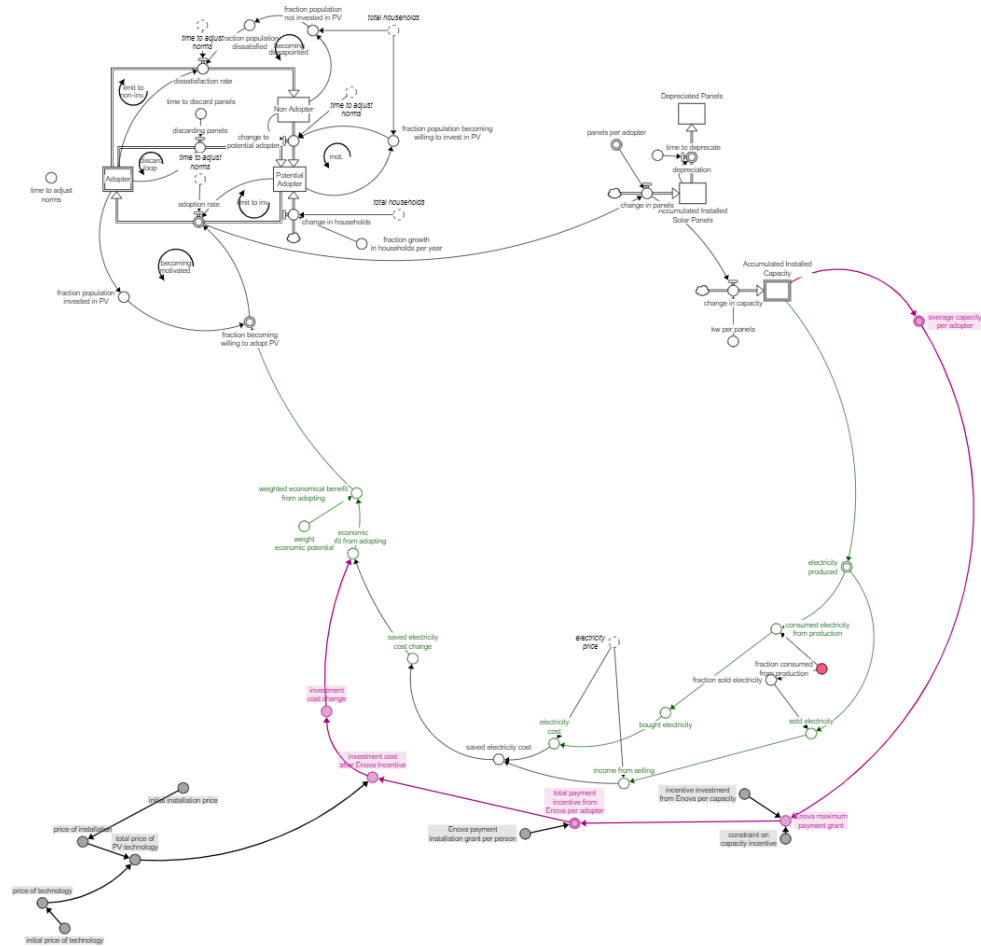 fraction population
not invested in PV
total households
time to adjust
norms
fraction population
dissatisfied
becoming
dissapointed
dissatisfaction rate
limit to
non-inv.
time to discard panels
Non Adopter
time to adjust
norms
discarding panels
change to
potential adopter
fraction population becoming
willing to invest in PV
time to adjust
norms
discard
loop
mot.
Adopter
Potential
Adopter
time to adjust
norms
adoption rate
limit to inv.
total households
change in households
fraction growth
in households per year
becoming
motivated
fraction population
invested in PV
fraction becoming
willing to adopt PV
Depreciated Panels
panels per adopter
time to deprecate
depreciation
change in panels
Accumulated Installed
Solar Panels
Accumulated Installed
Capacity
change in capacity
kw per panels
average capacity
per adopter
weighted economical benefit
from adopting
weight
economic potential
economic
fit from adopting
electricity
produced
saved electricity
cost change
electricity
price
consumed electricity
from production
fraction consumed
from production
fraction sold electricity
investment
cost change
bought electricity
sold electricity
electricity
cost
saved electricity cost
investment cost
after Enova Incentive
income from selling
initial installation price
total payment
incentive from
Enova per adopter
incentive investment
from Enova per capacity
Enova maximum
payment grant
price of installation
total price of
PV technology
Enova payment
installation grant per person
constraint on
capacity incentive
price of technology
initial price of technology